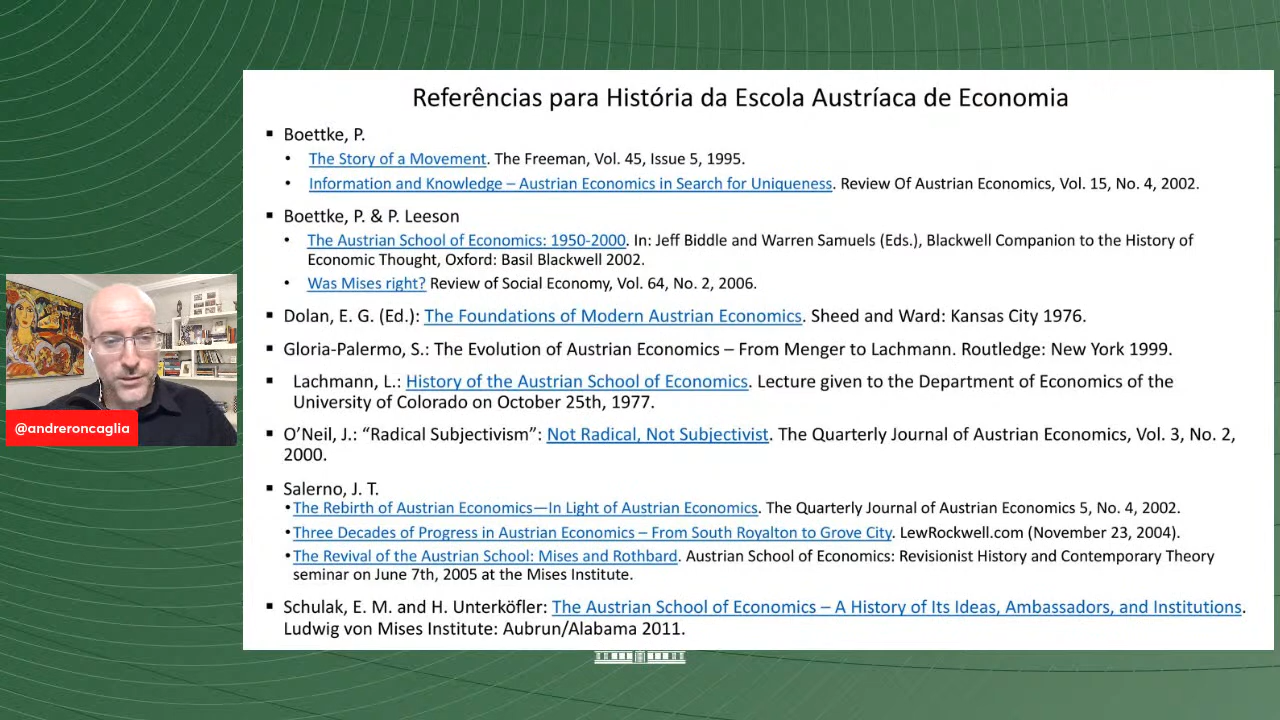 Referências para História da Escola Austríaca de Economia
▪ Boettke, P.
• The Story of a Movement. The Freeman, Vol. 45, Issue 5, 1995.
• Information and Knowledge – Austrian Economics in Search for Uniqueness. Review Of Austrian Economics, Vol. 15, No. 4, 2002.
▪ Boettke, P. & P. Leeson
• The Austrian School of Economics: 1950-2000. In: Jeff Biddle and Warren Samuels (Eds.), Blackwell Companion to the History of
Economic Thought, Oxford: Basil Blackwell 2002.
• Was Mises right? Review of Social Economy, Vol. 64, No. 2, 2006.
▪ Dolan, E. G. (Ed.): The Foundations of Modern Austrian Economics. Sheed and Ward: Kansas City 1976.
▪ Gloria-Palermo, S.: The Evolution of Austrian Economics – From Menger to Lachmann. Routledge: New York 1999.
▪ Lachmann, L.: History of the Austrian School of Economics. Lecture given to the Department of Economics of the
University of Colorado on October 25th, 1977.
▪ O’Neil, J.: “Radical Subjectivism”: Not Radical, Not Subjectivist. The Quarterly Journal of Austrian Economics, Vol. 3, No. 2,
2000.
▪ Salerno, J. T.
• The Rebirth of Austrian Economics—In Light of Austrian Economics. The Quarterly Journal of Austrian Economics 5, No. 4, 2002.
• Three Decades of Progress in Austrian Economics – From South Royalton to Grove City. LewRockwell.com (November 23, 2004).
• The Revival of the Austrian School: Mises and Rothbard. Austrian School of Economics: Revisionist History and Contemporary Theory
seminar on June 7th, 2005 at the Mises Institute.
▪ Schulak, E. M. and H. Unterköfler: The Austrian School of Economics – A History of Its Ideas, Ambassadors, and Institutions.
Ludwig von Mises Institute: Aubrun/Alabama 2011.
@andreroncaglia